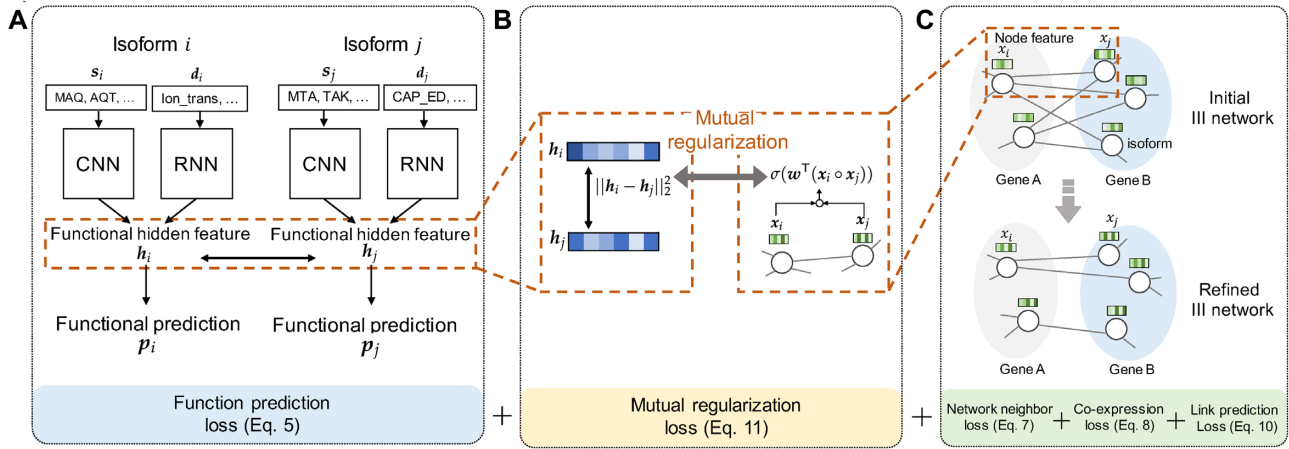 A
Isoform i
Isoform j
s_i
d_i
s_j
d_j
MAQ, AQT, …
Ion_trans, …
MTA, TAK, …
CAP_ED, …
CNN
RNN
CNN
RNN
Functional hidden feature
h_i
Functional hidden feature
h_j
Functional prediction
p_i
Functional prediction
p_j
Function prediction
loss (Eq. 5)
+
B
Mutual
regularization
h_i
||h_i − h_j||₂²
h_j
σ(w^T(x_i ∘ x_j))
x_i
x_j
Mutual regularization
loss (Eq. 11)
+
C
Node feature
x_i
x_j
isoform
Gene A
Gene B
Initial
III network
x_i
x_j
Gene A
Gene B
Refined
III network
Network neighbor
loss (Eq. 7)
+
Co-expression
loss (Eq. 8)
+
Link prediction
Loss (Eq. 10)